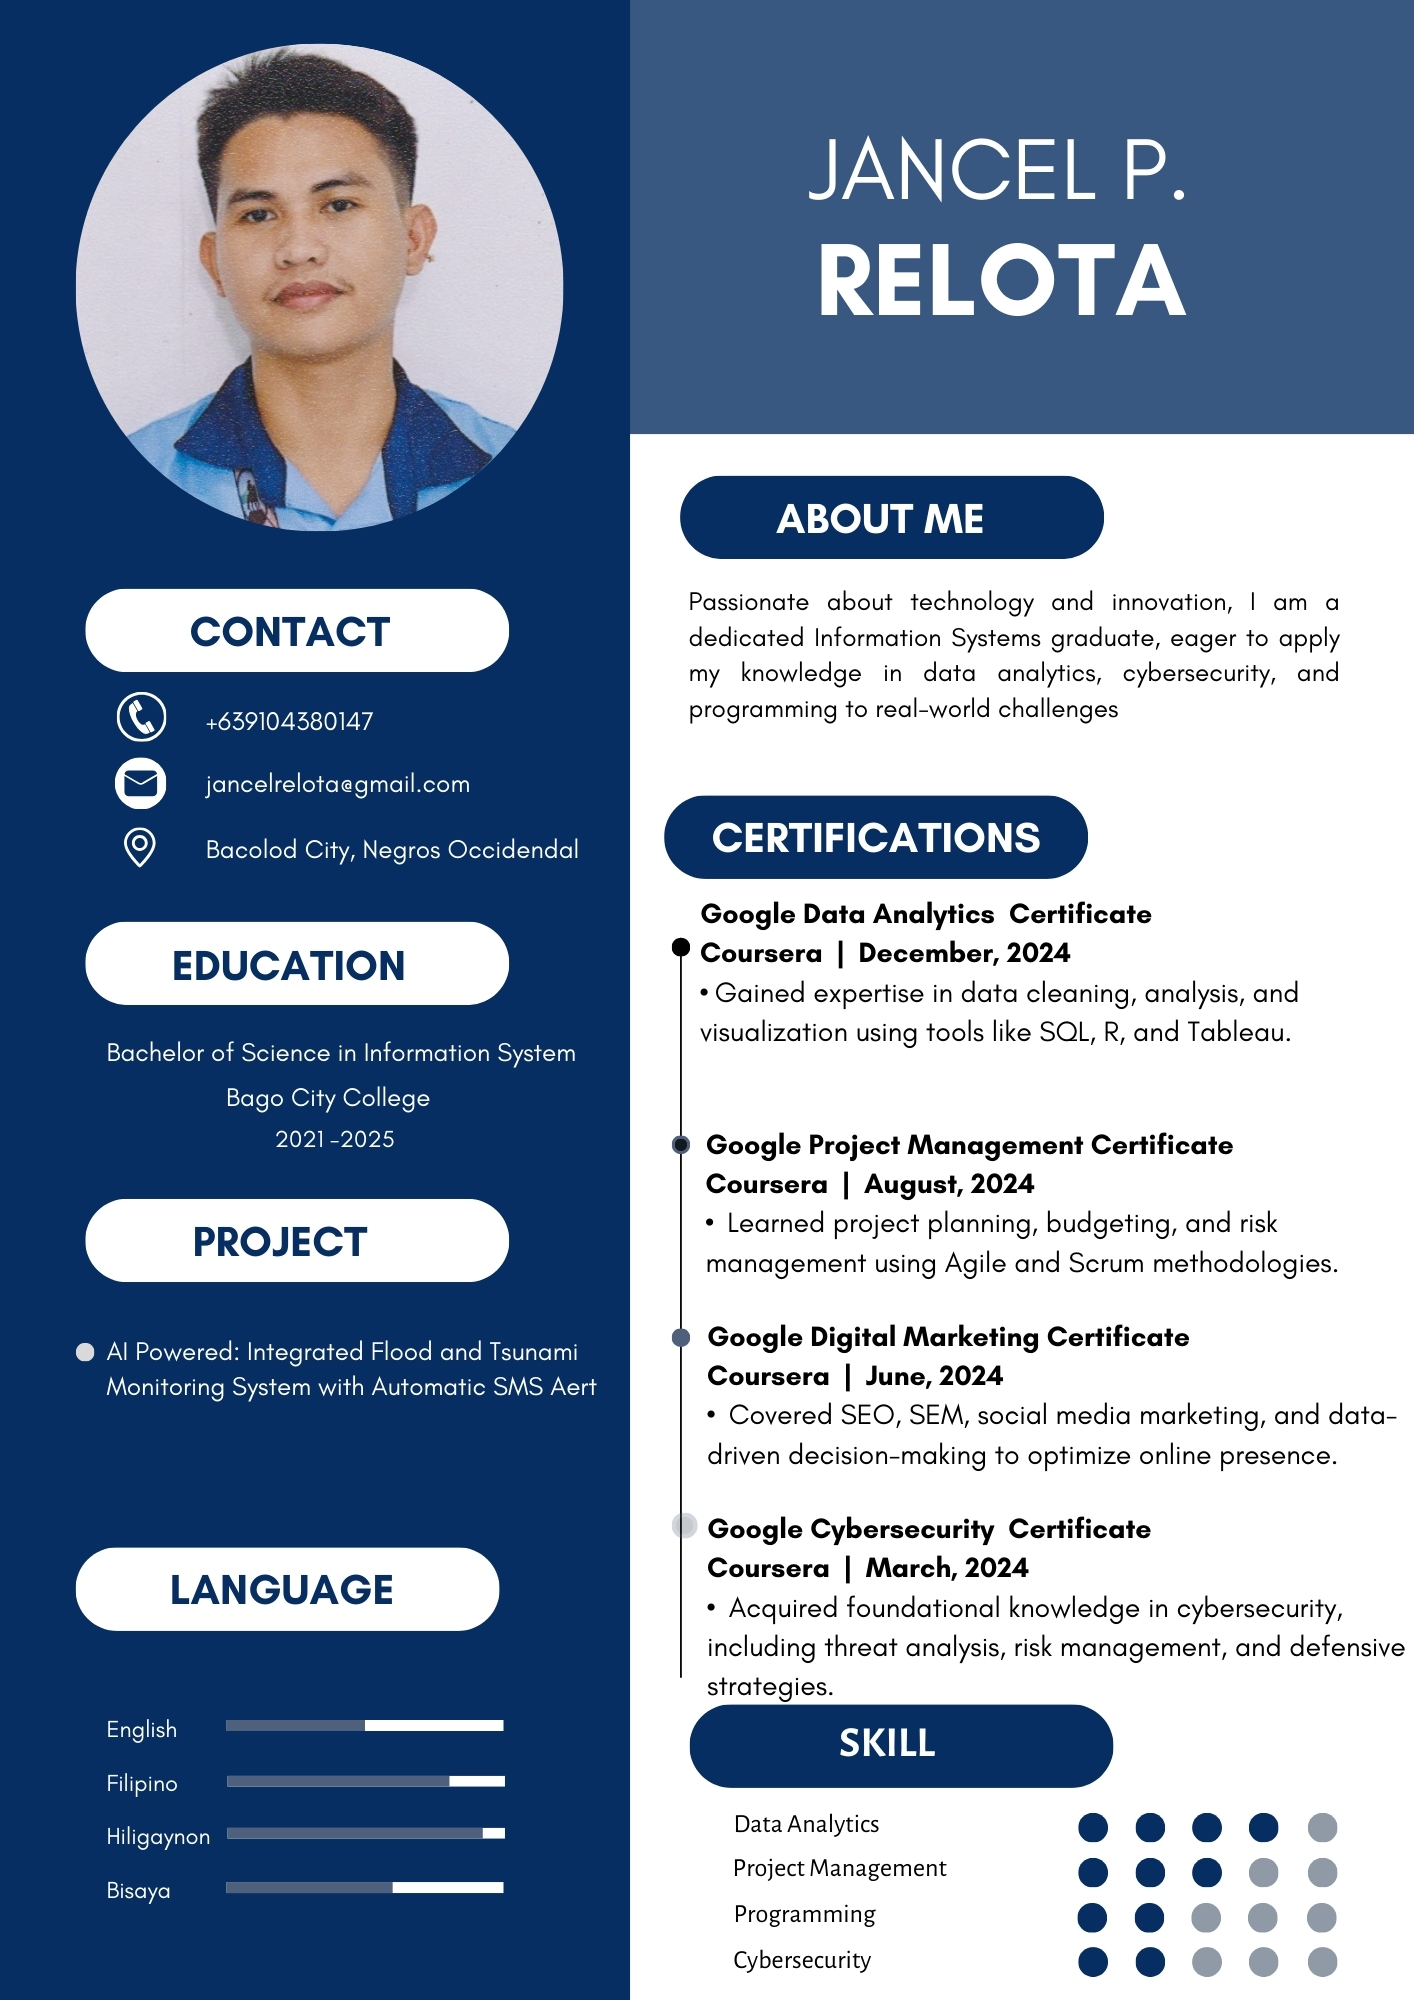 JANCEL P.
RELOTA
CONTACT
+639104380147
jancelrelota@gmail.com
Bacolod City, Negros Occidendal
EDUCATION
Bachelor of Science in Information System
Bago City College
2021 -2025
PROJECT
AI Powered: Integrated Flood and Tsunami
Monitoring System with Automatic SMS Aert
LANGUAGE
English
Filipino
Hiligaynon
Bisaya
ABOUT ME
Passionate about technology and innovation, I am a
dedicated Information Systems graduate, eager to apply
my knowledge in data analytics, cybersecurity, and
programming to real-world challenges
CERTIFICATIONS
Google Data Analytics Certificate
Coursera | December, 2024
• Gained expertise in data cleaning, analysis, and
visualization using tools like SQL, R, and Tableau.
Google Project Management Certificate
Coursera | August, 2024
• Learned project planning, budgeting, and risk
management using Agile and Scrum methodologies.
Google Digital Marketing Certificate
Coursera | June, 2024
• Covered SEO, SEM, social media marketing, and data-
driven decision-making to optimize online presence.
Google Cybersecurity Certificate
Coursera | March, 2024
• Acquired foundational knowledge in cybersecurity,
including threat analysis, risk management, and defensive
strategies.
SKILL
Data Analytics
Project Management
Programming
Cybersecurity